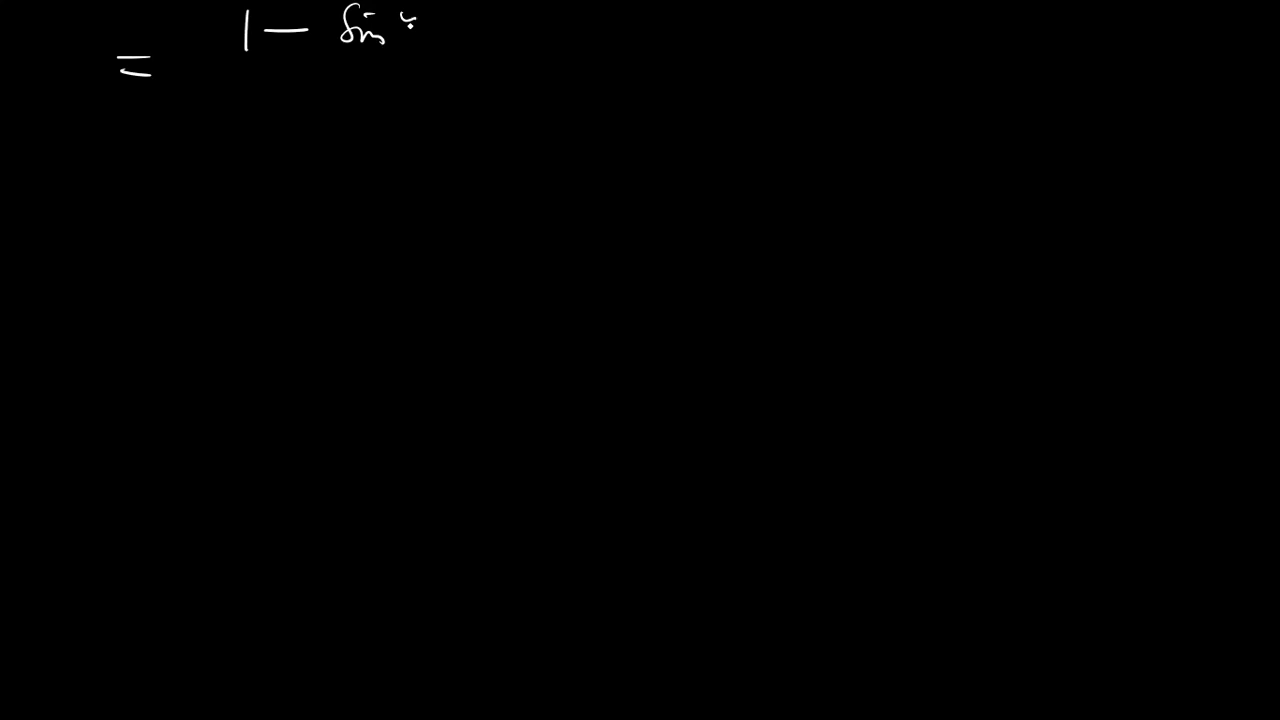 = 1 - sin